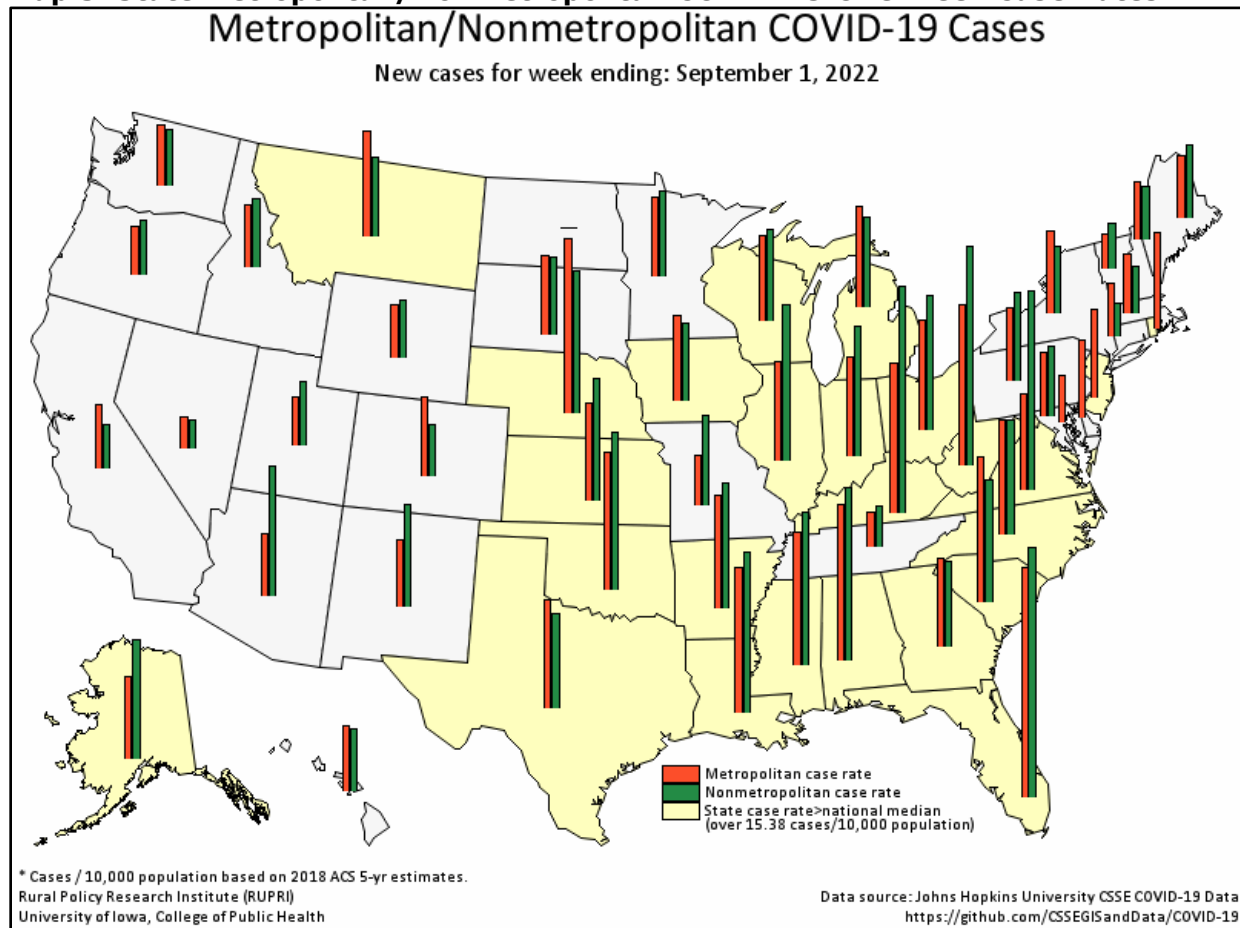 Metropolitan/Nonmetropolitan COVID-19 Cases
New cases for week ending: September 1, 2022
Metropolitan case rate
Nonmetropolitan case rate
State case rate>national median
(over 15.38 cases/10,000 population)
* Cases / 10,000 population based on 2018 ACS 5-yr estimates.
Rural Policy Research Institute (RUPRI)
University of Iowa, College of Public Health
Data source: Johns Hopkins University CSSE COVID-19 Data
https://github.com/CSSEGISandData/COVID-19